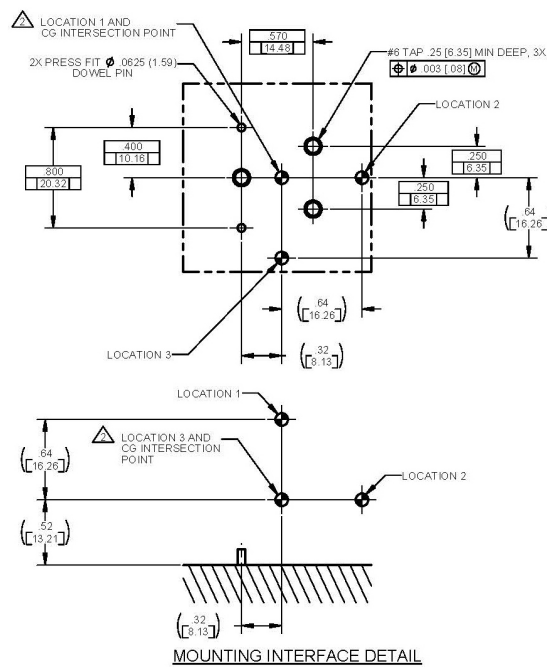 2
LOCATION 1 AND
CG INTERSECTION POINT
.570
14.48
2X PRESS FIT Ø .0625 (1.59)
DOWEL PIN
#6 TAP .25 [6.35] MIN DEEP, 3X
⌖ Ø .003 [.08] Ⓜ
LOCATION 2
.400
10.16
.800
20.32
.250
6.35
.250
6.35
.64
16.26
.64
16.26
.32
8.13
LOCATION 3
LOCATION 1
2
LOCATION 3 AND
CG INTERSECTION
POINT
.64
16.26
LOCATION 2
.52
13.21
.32
8.13
MOUNTING INTERFACE DETAIL